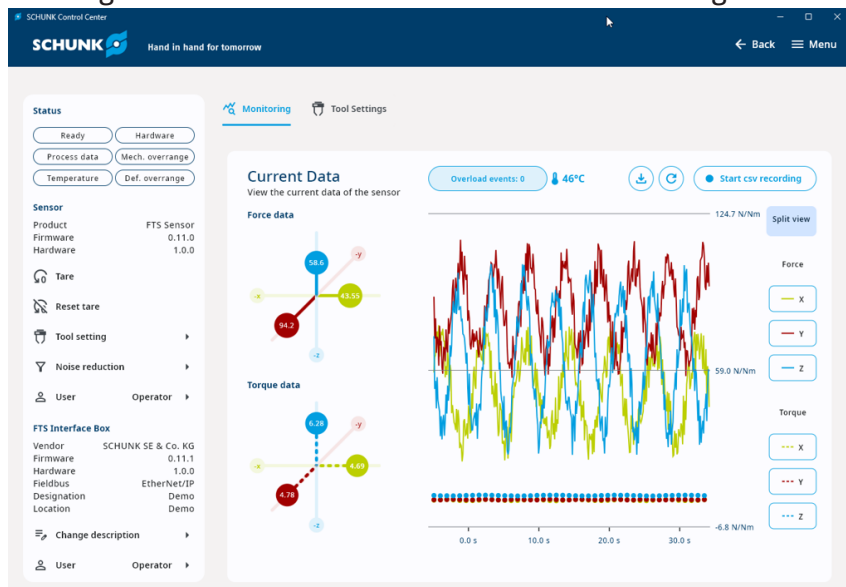 SCHUNK Control Center
SCHUNK
Hand in hand for tomorrow
Back
Menu
Status
Ready
Hardware
Process data
Mech. overrange
Temperature
Def. overrange
Sensor
Product FTS Sensor
Firmware 0.11.0
Hardware 1.0.0
Tare
Reset tare
Tool setting
Noise reduction
User Operator
FTS Interface Box
Vendor SCHUNK SE & Co. KG
Firmware 0.11.1
Hardware 1.0.0
Fieldbus EtherNet/IP
Designation Demo
Location Demo
Change description
User Operator
Monitoring
Tool Settings
Current Data
View the current data of the sensor
Overload events: 0
46°C
Start csv recording
Force data
58.6
-y
-x
43.55
94.2
-z
Torque data
6.28
-y
-x
4.69
4.78
-z
124.7 N/Nm
59.0 N/Nm
-6.8 N/Nm
0.0 s
10.0 s
20.0 s
30.0 s
Split view
Force
X
Y
Z
Torque
X
Y
Z